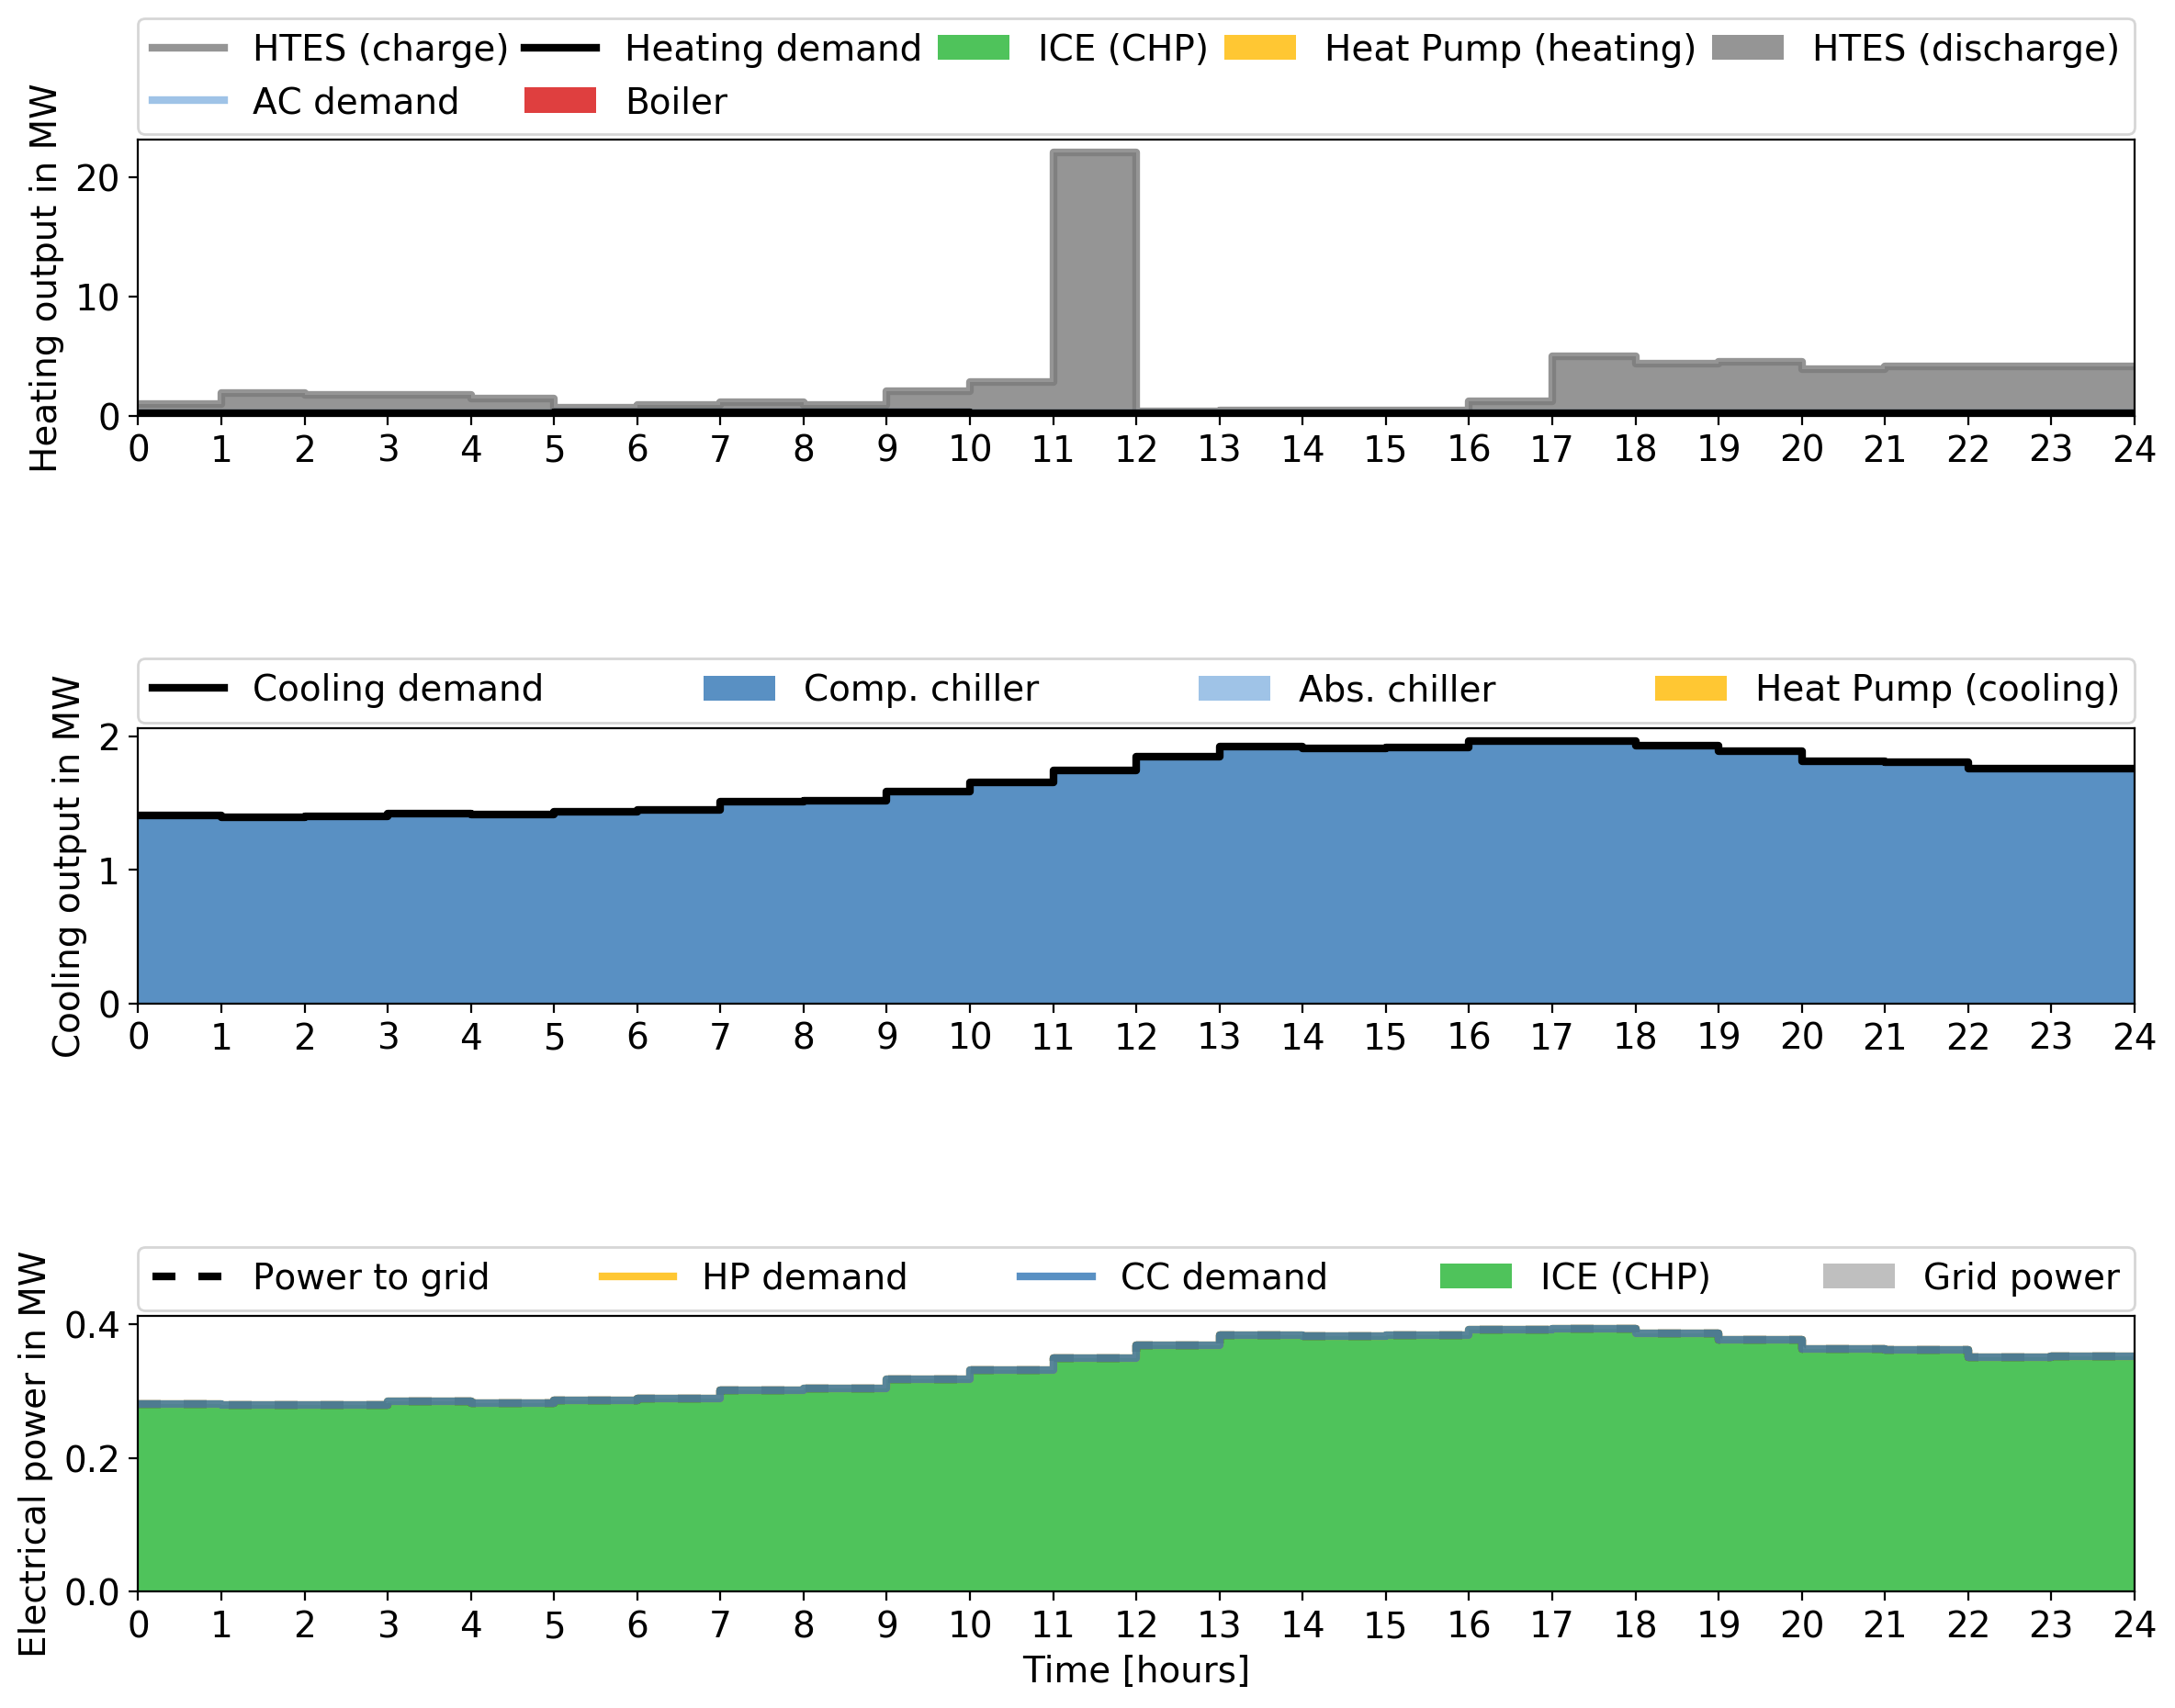 HTES (charge) Heating demand ICE (CHP) Heat Pump (heating) HTES (discharge)
AC demand Boiler
Heating output in MW
20
10
0
0 1 2 3 4 5 6 7 8 9 10 11 12 13 14 15 16 17 18 19 20 21 22 23 24
Cooling demand Comp. chiller Abs. chiller Heat Pump (cooling)
Cooling output in MW
2
1
0
0 1 2 3 4 5 6 7 8 9 10 11 12 13 14 15 16 17 18 19 20 21 22 23 24
Power to grid HP demand CC demand ICE (CHP) Grid power
Electrical power in MW
0.4
0.2
0.0
0 1 2 3 4 5 6 7 8 9 10 11 12 13 14 15 16 17 18 19 20 21 22 23 24
Time [hours]